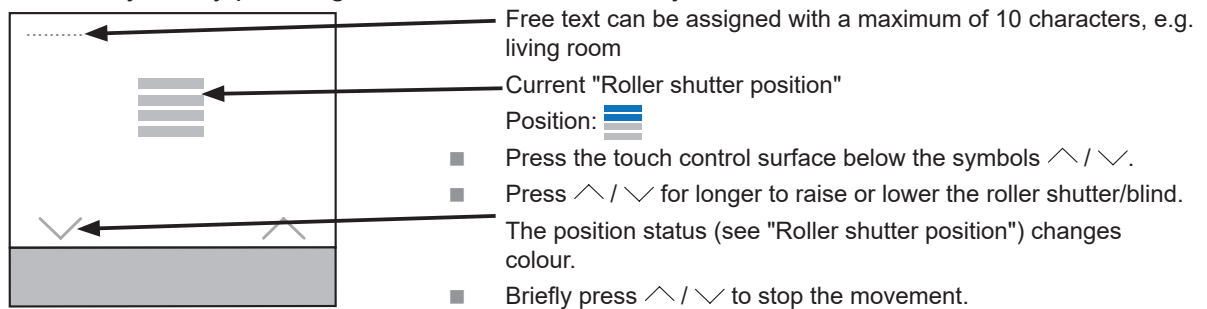 Free text can be assigned with a maximum of 10 characters, e.g.
living room
Current "Roller shutter position"
Position:
■ Press the touch control surface below the symbols ︿ / ﹀.
■ Press ︿ / ﹀ for longer to raise or lower the roller shutter/blind.
The position status (see "Roller shutter position") changes
colour.
■ Briefly press ︿ / ﹀ to stop the movement.